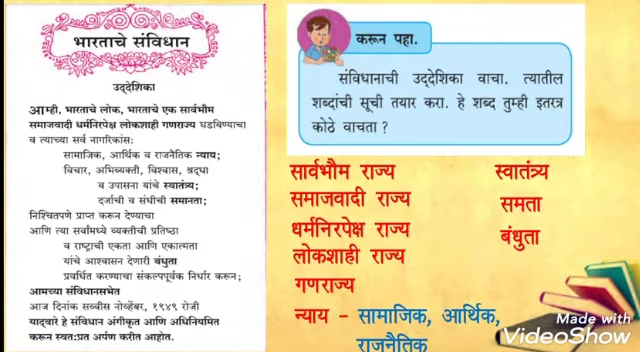 भारताचे संविधान
उद्देशिका
आम्ही, भारताचे लोक, भारताचे एक सार्वभौम
समाजवादी धर्मनिरपेक्ष लोकशाही गणराज्य घडविण्याचा
व त्याच्या सर्व नागरिकांस:
सामाजिक, आर्थिक व राजनैतिक न्याय;
विचार, अभिव्यक्ती, विश्वास, श्रद्धा
व उपासना यांचे स्वातंत्र्य;
दर्जाची व संधीची समानता;
निश्चितपणे प्राप्त करून देण्याचा
आणि त्या सर्वांमध्ये व्यक्तीची प्रतिष्ठा
व राष्ट्राची एकता आणि एकात्मता
यांचे आश्वासन देणारी बंधुता
प्रवर्धित करण्याचा संकल्पपूर्वक निर्धार करून;
आमच्या संविधानसभेत
आज दिनांक सव्वीस नोव्हेंबर, १९४९ रोजी
याद्वारे हे संविधान अंगीकृत आणि अधिनियमित
करून स्वत:प्रत अर्पण करीत आहोत.
करून पहा.
संविधानाची उद्देशिका वाचा. त्यातील
शब्दांची सूची तयार करा. हे शब्द तुम्ही इतरत्र
कोठे वाचता ?
सार्वभौम राज्य
समाजवादी राज्य
धर्मनिरपेक्ष राज्य
लोकशाही राज्य
गणराज्य
न्याय – सामाजिक, आर्थिक,
राजनैतिक
स्वातंत्र्य
समता
बंधुता
Made with
VideoShow